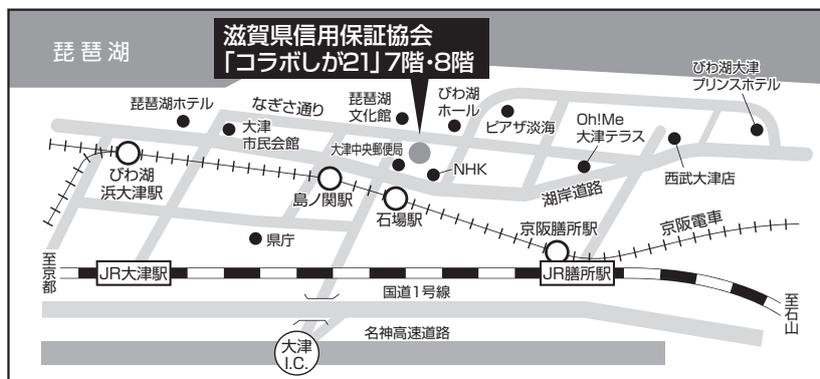 琵琶湖
滋賀県信用保証協会
「コラボしが21」7階・8階
びわ湖大津
プリンスホテル
琵琶湖ホテル
なぎさ通り
琵琶湖
文化館
びわ湖
ホール
ピアザ淡海
Oh!Me
大津テラス
大津
市民会館
大津中央郵便局
NHK
西武大津店
びわ湖
浜大津駅
島ノ関駅
石場駅
湖岸道路
京阪膳所駅
京阪電車
県庁
至京都
JR大津駅
JR膳所駅
国道1号線
至石山
名神高速道路
大津
I.C.